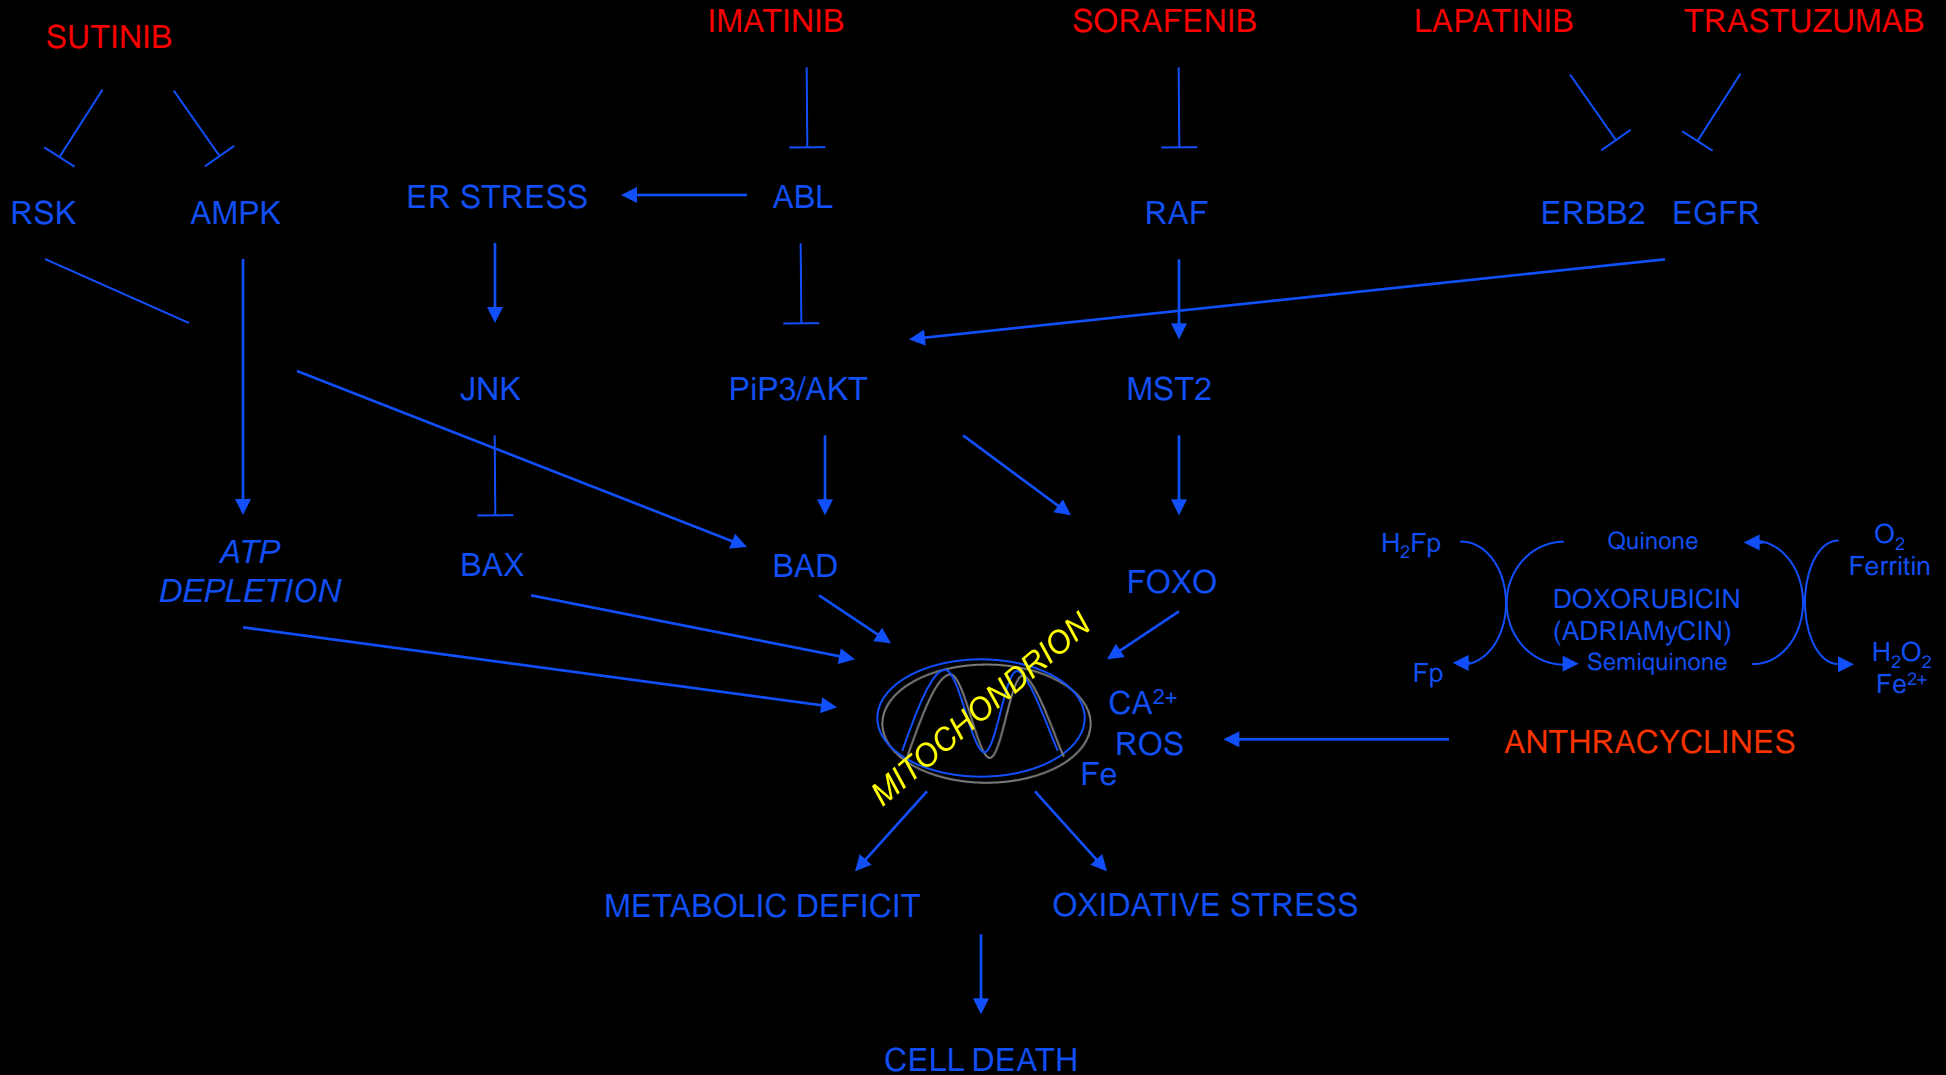 SUTINIB
IMATINIB
SORAFENIB
LAPATINIB
TRASTUZUMAB
RSK
AMPK
ER STRESS
ABL
RAF
ERBB2
EGFR
JNK
PiP3/AKT
MST2
ATP
DEPLETION
BAX
BAD
FOXO
H₂Fp
Quinone
O₂
Ferritin
DOXORUBICIN
(ADRIAMyCIN)
Semiquinone
Fp
H₂O₂
Fe²⁺
MITOCHONDRION
CA²⁺
ROS
Fe
ANTHRACYCLINES
METABOLIC DEFICIT
OXIDATIVE STRESS
CELL DEATH